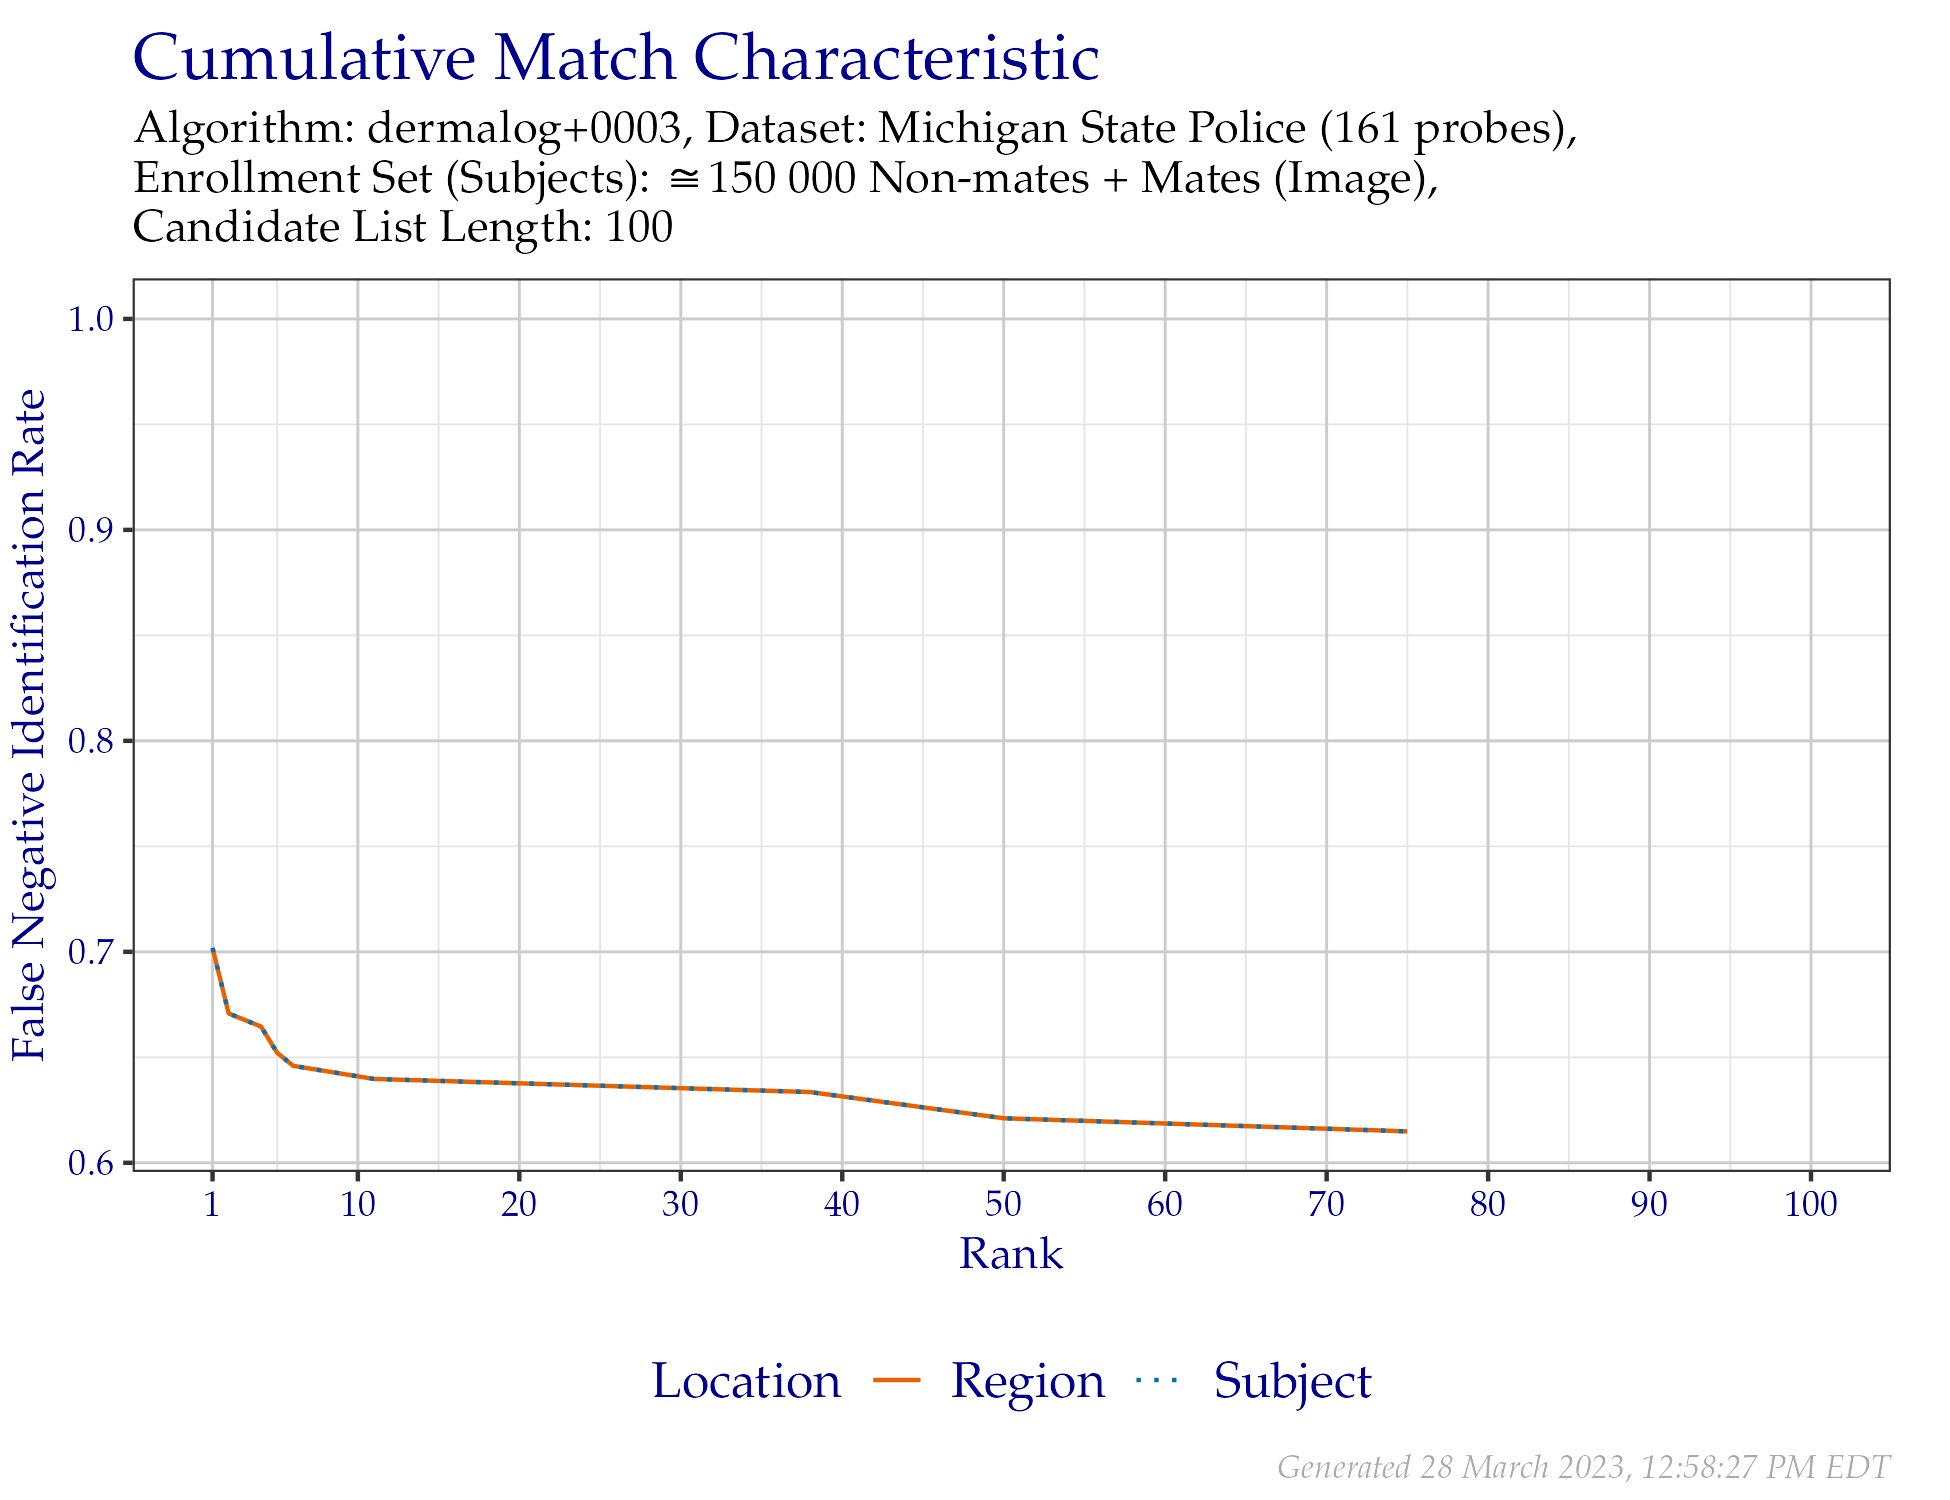 Cumulative Match Characteristic
Algorithm: dermalog+0003, Dataset: Michigan State Police (161 probes),
Enrollment Set (Subjects): ≅ 150 000 Non-mates + Mates (Image),
Candidate List Length: 100
False Negative Identification Rate
1.0
0.9
0.8
0.7
0.6
1 10 20 30 40 50 60 70 80 90 100
Rank
Location Region Subject
Generated 28 March 2023, 12:58:27 PM EDT